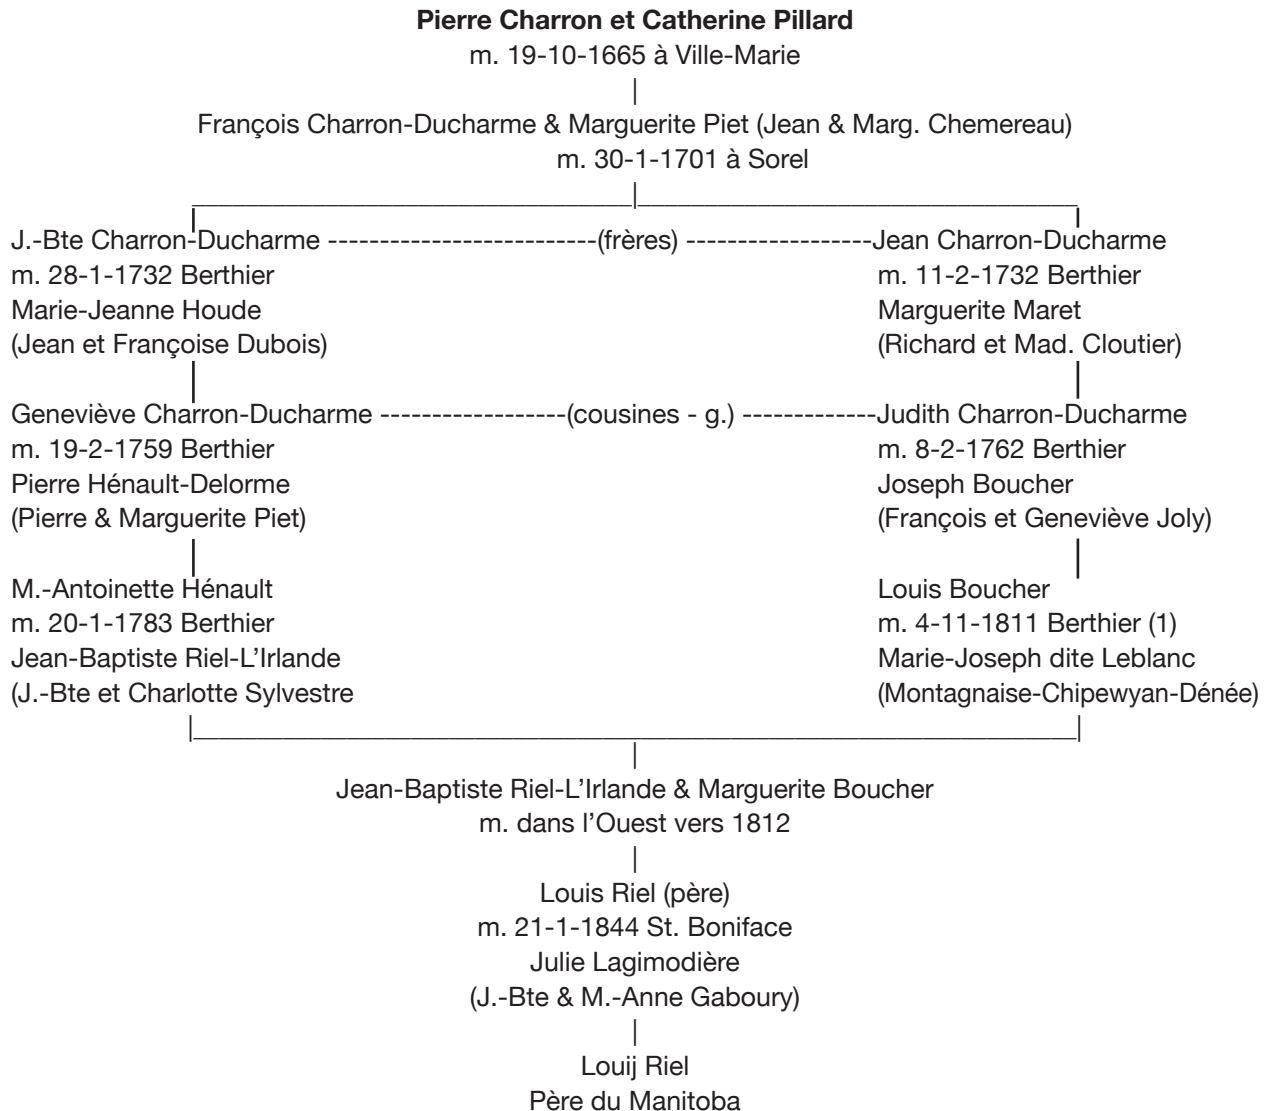 Pierre Charron et Catherine Pillard
m. 19-10-1665 à Ville-Marie
François Charron-Ducharme & Marguerite Piet (Jean & Marg. Chemereau)
m. 30-1-1701 à Sorel
J.-Bte Charron-Ducharme --------------------------(frères) ------------------Jean Charron-Ducharme
m. 28-1-1732 Berthier
Marie-Jeanne Houde
(Jean et Françoise Dubois)
m. 11-2-1732 Berthier
Marguerite Maret
(Richard et Mad. Cloutier)
Geneviève Charron-Ducharme ------------------(cousines - g.) -------------Judith Charron-Ducharme
m. 19-2-1759 Berthier
Pierre Hénault-Delorme
(Pierre & Marguerite Piet)
m. 8-2-1762 Berthier
Joseph Boucher
(François et Geneviève Joly)
M.-Antoinette Hénault
m. 20-1-1783 Berthier
Jean-Baptiste Riel-L'Irlande
(J.-Bte et Charlotte Sylvestre
Louis Boucher
m. 4-11-1811 Berthier (1)
Marie-Joseph dite Leblanc
(Montagnaise-Chipewyan-Dénée)
Jean-Baptiste Riel-L'Irlande & Marguerite Boucher
m. dans l'Ouest vers 1812
Louis Riel (père)
m. 21-1-1844 St. Boniface
Julie Lagimodière
(J.-Bte & M.-Anne Gaboury)
Louij Riel
Père du Manitoba